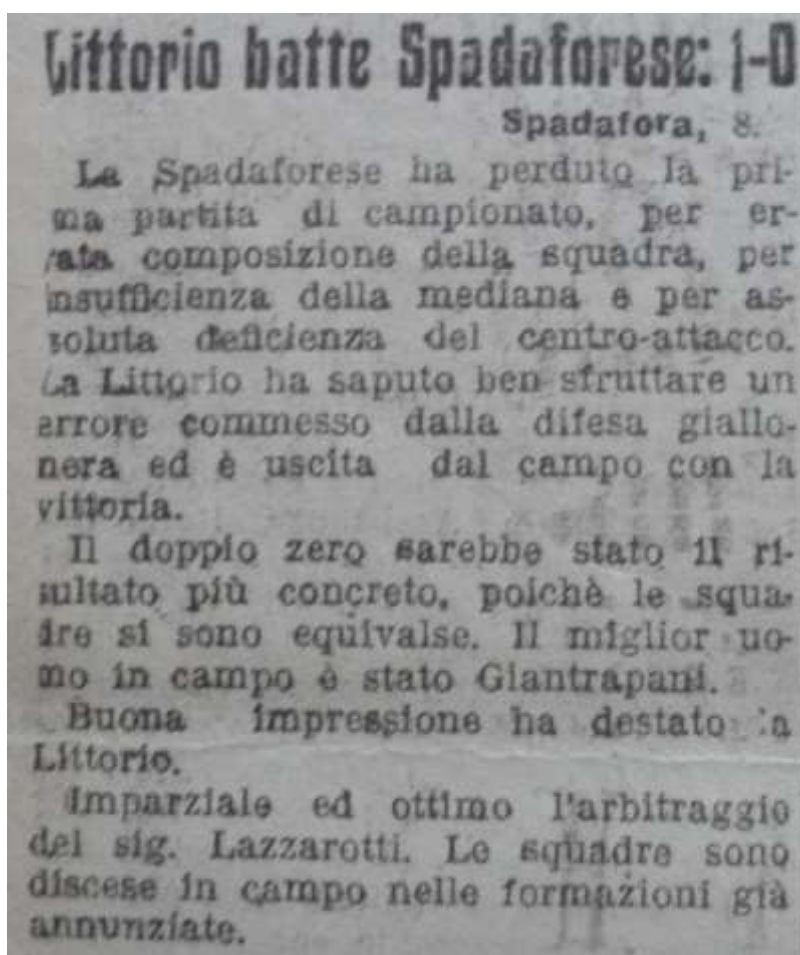 Littorio batte Spadaforese: 1-0
Spadafora, 8.
La Spadaforese ha perduto la pri-
ma partita di campionato, per er-
rata composizione della squadra, per
insufficienza della mediana e per as-
soluta deficienza del centro-attacco.
La Littorio ha saputo ben sfruttare un
errore commesso dalla difesa giallo-
nera ed è uscita dal campo con la
vittoria.
Il doppio zero sarebbe stato il ri-
sultato più concreto, poichè le squa-
dre si sono equivalse. Il miglior uo-
mo in campo è stato Giantrapani.
Buona impressione ha destato la
Littorio.
Imparziale ed ottimo l'arbitraggio
del sig. Lazzarotti. Le squadre sono
discese in campo nelle formazioni già
annunziate.